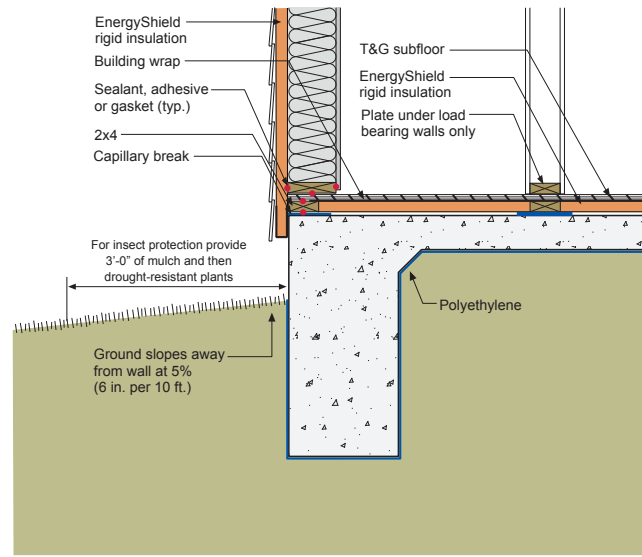 EnergyShield
rigid insulation
Building wrap
Sealant, adhesive
or gasket (typ.)
2x4
Capillary break
T&G subfloor
EnergyShield
rigid insulation
Plate under load
bearing walls only
For insect protection provide
3'-0" of mulch and then
drought-resistant plants
Polyethylene
Ground slopes away
from wall at 5%
(6 in. per 10 ft.)